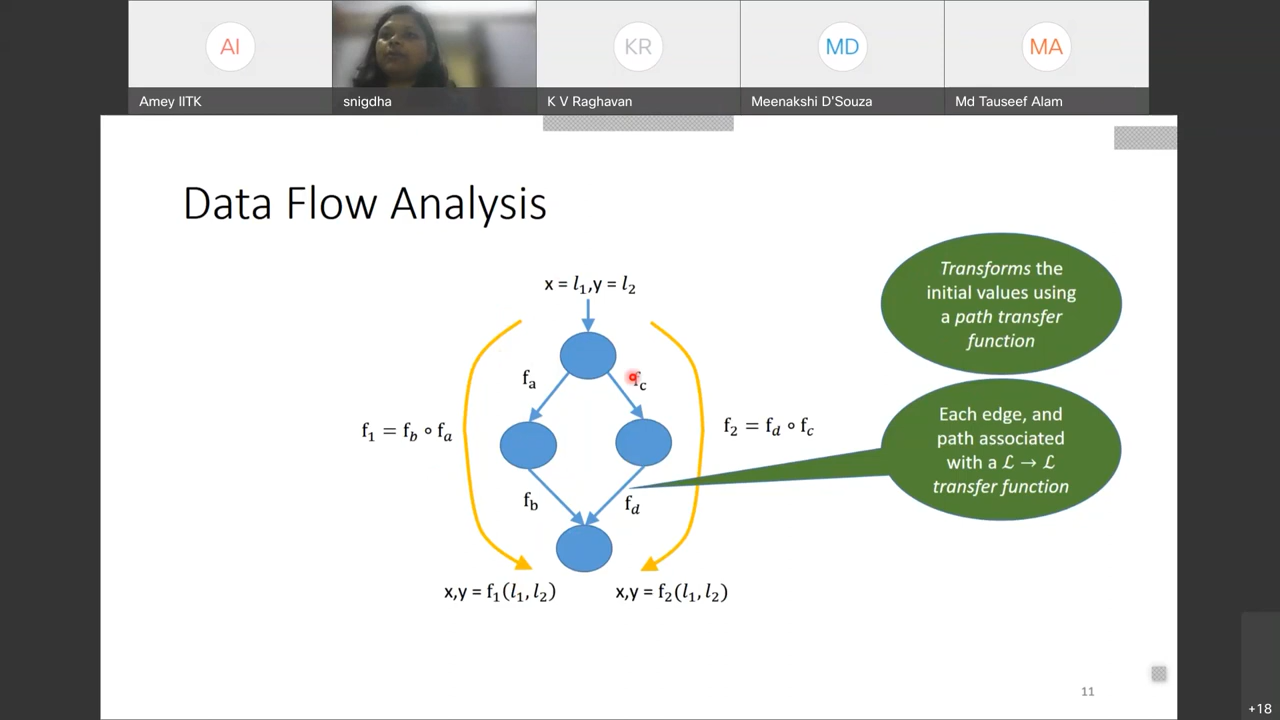 AI KR MD MA
Amey IITK snigdha K V Raghavan Meenakshi D'Souza Md Tauseef Alam
Data Flow Analysis
x = l₁,y = l₂
Transforms the
initial values using
a path transfer
function
fₐ
f_c
f₁ = f_b ∘ f_a
f₂ = f_d ∘ f_c
Each edge, and
path associated
with a ℒ → ℒ
transfer function
f_b
f_d
x,y = f₁(l₁, l₂)
x,y = f₂(l₁, l₂)
11
+18